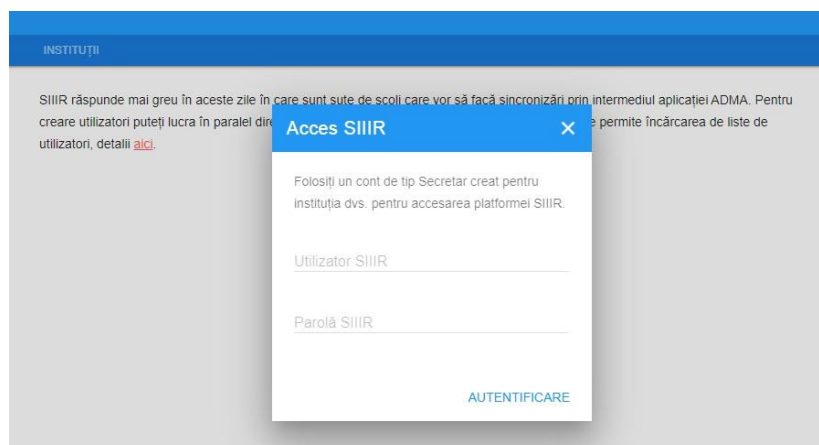 INSTITUȚII
SIIIR răspunde mai greu în aceste zile în care sunt sute de școli care vor să facă sincronizări prin intermediul aplicației ADMA. Pentru
creare utilizatori puteți lucra în paralel
permite încărcarea de liste de
utilizatori, detalii aici.
Acces SIIIR
Folosiți un cont de tip Secretar creat pentru
instituția dvs. pentru accesarea platformei SIIIR.
Utilizator SIIIR
Parolă SIIIR
AUTENTIFICARE